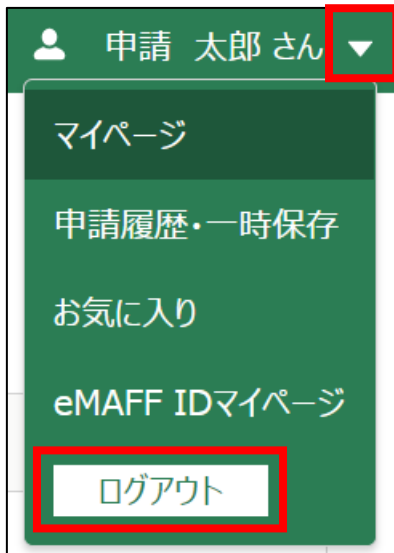 申請 太郎 さん ▼
マイページ
申請履歴・一時保存
お気に入り
eMAFF IDマイページ
ログアウト